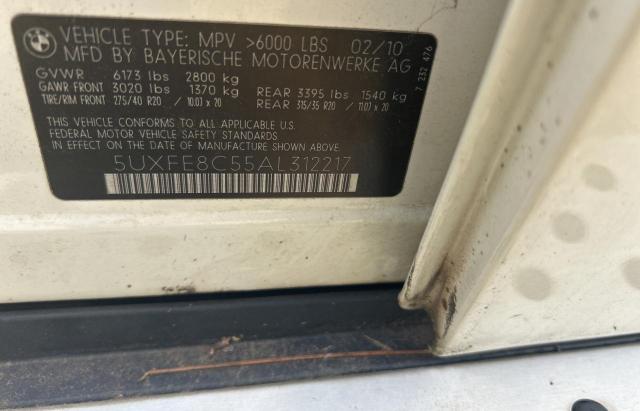 VEHICLE TYPE: MPV >6000 LBS 02/10
MFD BY BAYERISCHE MOTORENWERKE AG
GVWR 6173 lbs 2800 kg
GAWR FRONT 3020 lbs 1370 kg REAR 3395 lbs 1540 kg
TIRE/RIM FRONT 275/40 R20 / 10.0J x 20 REAR 315/35 R20 / 11.0J x 20
THIS VEHICLE CONFORMS TO ALL APPLICABLE
FEDERAL MOTOR VEHICLE SAFETY STANDARDS
IN EFFECT ON THE DATE OF MANUFACTURE SHOWN ABOVE.
5UXFE8C55AL312217
7 232 476